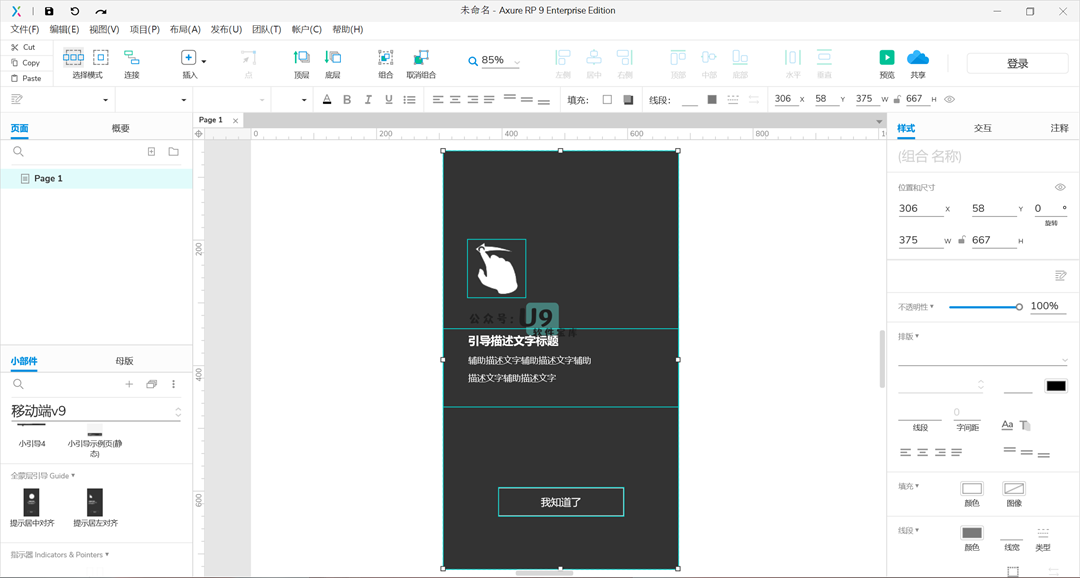 未命名 - Axure RP 9 Enterprise Edition
文件(F) 编辑(E) 视图(V) 项目(P) 布局(A) 发布(U) 团队(T) 帐户(C) 帮助(H)
Cut
Copy
Paste
选择模式 连接 插入 点 顶层 底层 组合 取消组合 85% 左侧 居中 右侧 顶部 中部 底部 水平 垂直 预览 共享 登录
填充: 线段: 306 X 58 Y 375 W 667 H
页面 概要
Page 1
Page 1
0 200 400 600 800
200
400
600
小部件 母版
移动端v9
小引导4 小引导示例页(静态)
全蒙层引导 Guide
提示居中对齐 提示居左对齐
指示器 Indicators & Pointers
公众号: U9
软件宝库
引导描述文字标题
辅助描述文字辅助描述文字辅助
描述文字辅助描述文字
我知道了
样式 交互 注释
(组合 名称)
位置和尺寸
306 X 58 Y 0 °
旋转
375 W 667 H
不透明性 100%
排版
0
线段 字间距 Aa
填充 颜色 图像
线段 颜色 线宽 类型